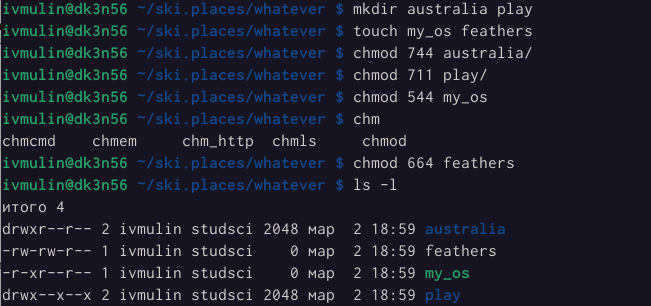 ivmulin@dk3n56 ~/ski.places/whatever $ mkdir australia play
ivmulin@dk3n56 ~/ski.places/whatever $ touch my_os feathers
ivmulin@dk3n56 ~/ski.places/whatever $ chmod 744 australia/
ivmulin@dk3n56 ~/ski.places/whatever $ chmod 711 play/
ivmulin@dk3n56 ~/ski.places/whatever $ chmod 544 my_os
ivmulin@dk3n56 ~/ski.places/whatever $ chm
chmcmd    chmem     chm_http  chmls     chmod
ivmulin@dk3n56 ~/ski.places/whatever $ chmod 664 feathers
ivmulin@dk3n56 ~/ski.places/whatever $ ls -l
итого 4
drwxr--r-- 2 ivmulin studsci 2048 мар  2 18:59 australia
-rw-rw-r-- 1 ivmulin studsci    0 мар  2 18:59 feathers
-r-xr--r-- 1 ivmulin studsci    0 мар  2 18:59 my_os
drwx--x--x 2 ivmulin studsci 2048 мар  2 18:59 play